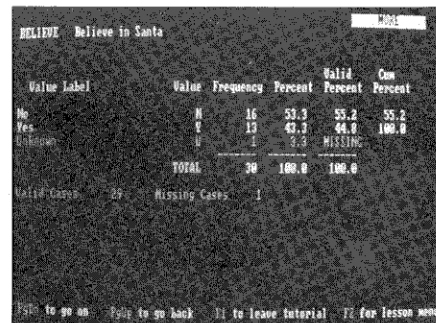 MORE
BELIEVE Believe in Santa
Valid Cum
Value Label Value Frequency Percent Percent Percent
No N 16 53.3 55.2 55.2
Yes Y 13 43.3 44.8 100.0
Unknown U 1 3.3 MISSING
TOTAL 30 100.0 100.0
Valid Cases 29 Missing Cases 1
PgDn to go on PgUp to go back F1 to leave tutorial F2 for lesson menu